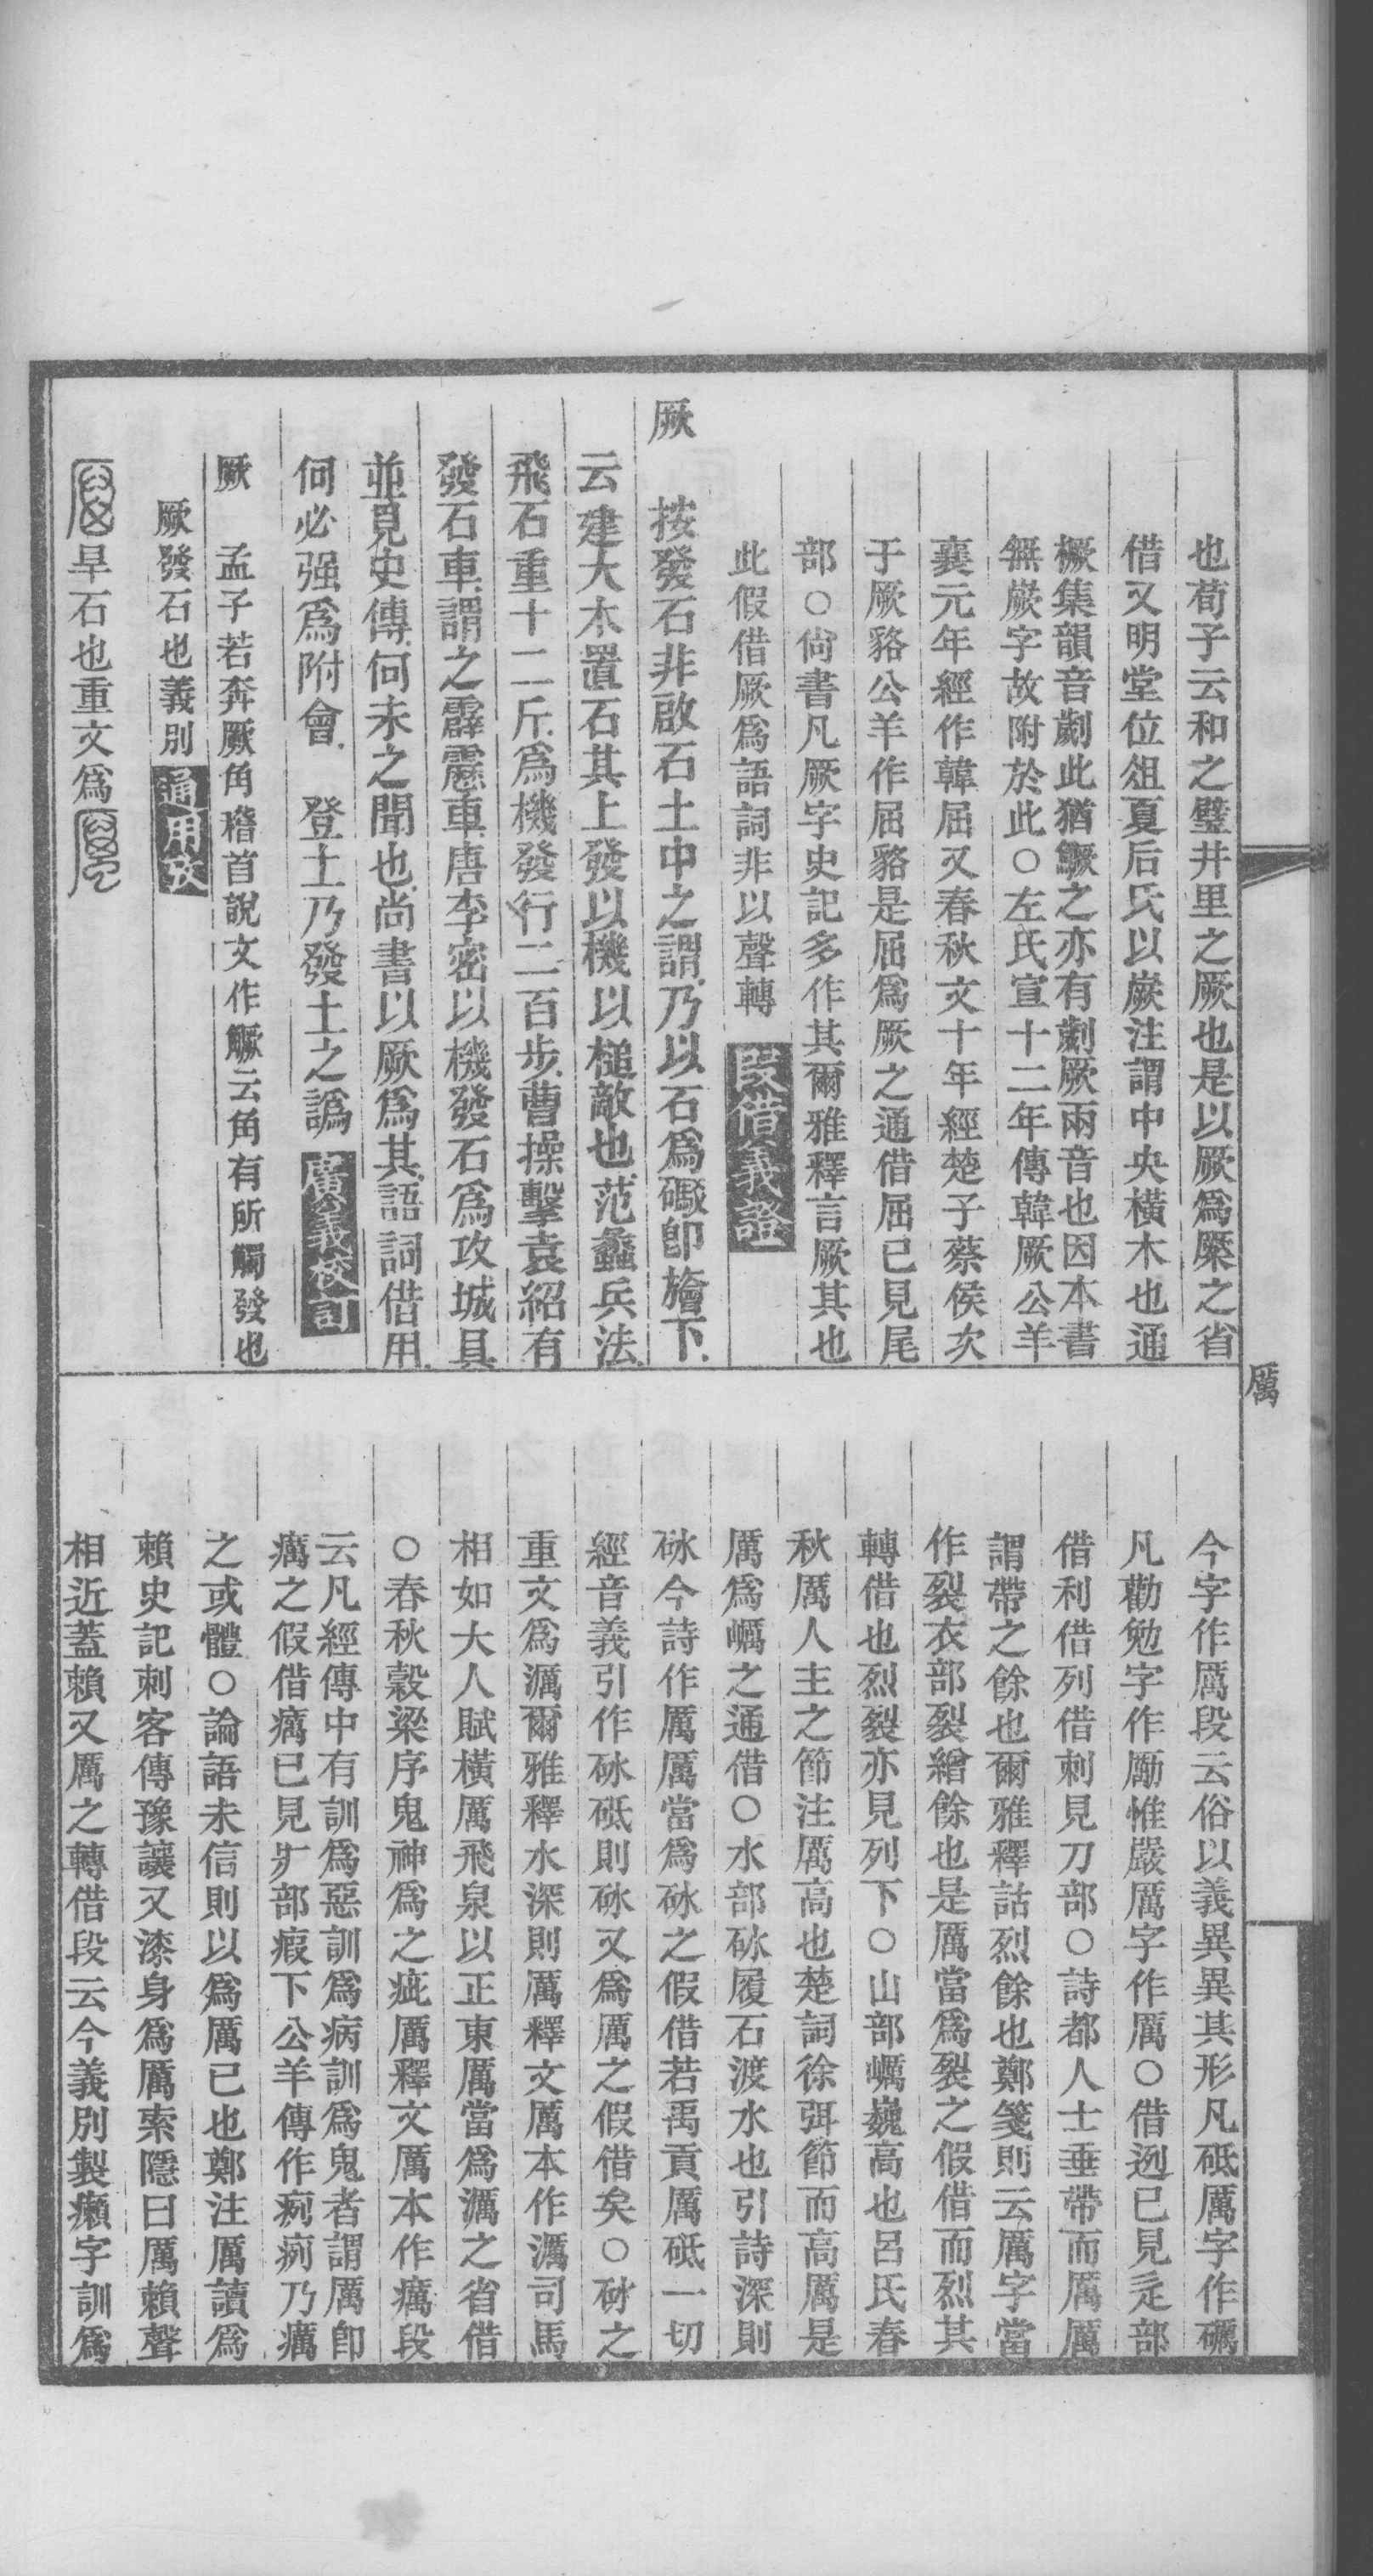 也荀子云和之璧井里之厥也是以厥爲橜之省
借又明堂位俎夏后氏以嶡注謂中央橫木也通
橛集韻音劂此猶鱖之亦有劌厥兩音也因本書
無嶡字故附於此○左氏宣十二年傳韓厥公羊
襄元年經作韓屈又春秋文十年經楚子蔡侯次
于厥貉公羊作屈貉是屈爲厥之通借屈已見尾
部○尙書凡厥字史記多作其爾雅釋言厥其也
此假借厥爲語詞非以聲轉 叚借義證
厥 按發石非啟石土中之謂乃以石爲礮卽旝下
云建大木置石其上發以機以槌敵也范蠡兵法
飛石重十二斤爲機發行二百步曹操擊袁紹有
發石車謂之霹靂車唐李密以機發石爲攻城具
並見史傳何未之聞也尚書以厥爲其語詞借用
何必强爲附會 登土乃發土之譌 廣義校訂
厥 孟子若奔厥角稽首說文作觼云角有所觸發也
厥發石也義別 通用攷
旱石也重文爲
厲
今字作厲段云俗以義異異其形凡砥厲字作礪
凡勸勉字作勵惟嚴厲字作厲○借迾已見辵部
借利借列借刺見刀部○詩都人士垂帶而厲厲
謂帶之餘也爾雅釋詁烈餘也鄭箋則云厲字當
作裂衣部裂繒餘也是厲當爲裂之假借而烈其
轉借也烈裂亦見列下○山部巁巍高也呂氏春
秋厲人主之節注厲高也楚詞徐弭節而高厲是
厲爲巁之通借○水部砅履石渡水也引詩深則
砅今詩作厲厲當爲砅之假借若禹貢厲砥一切
經音義引作砅砥則砅又爲厲之假借矣○砅之
重文爲濿爾雅釋水深則厲釋文厲本作濿司馬
相如大人賦橫厲飛泉以正東厲當爲濿之省借
○春秋穀梁序鬼神爲之疵厲釋文厲本作癘段
云凡經傳中有訓爲惡訓爲病訓爲鬼者謂厲卽
癘之假借癘已見疒部瘕下公羊傳作㾐㾐乃癘
之或體○論語未信則以爲厲已也鄭注厲讀爲
賴史記刺客傳豫讓又漆身爲厲索隱曰厲賴聲
相近蓋賴又厲之轉借段云今義別製癩字訓爲